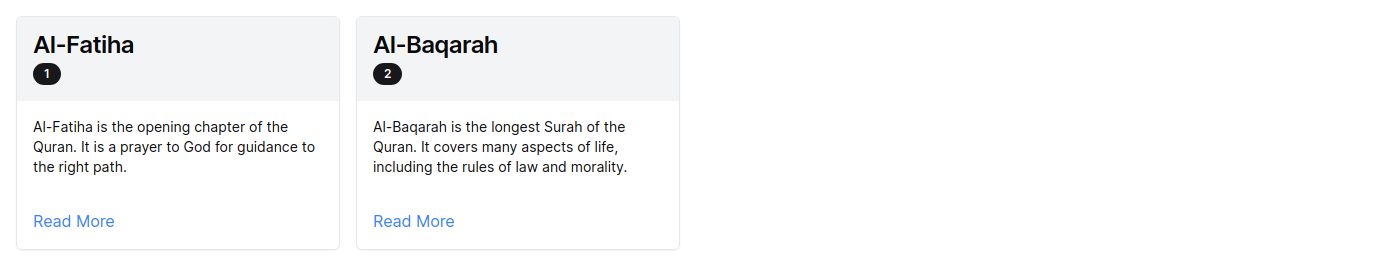 Al-Fatiha
1
Al-Fatiha is the opening chapter of the
Quran. It is a prayer to God for guidance to
the right path.
Read More
Al-Baqarah
2
Al-Baqarah is the longest Surah of the
Quran. It covers many aspects of life,
including the rules of law and morality.
Read More